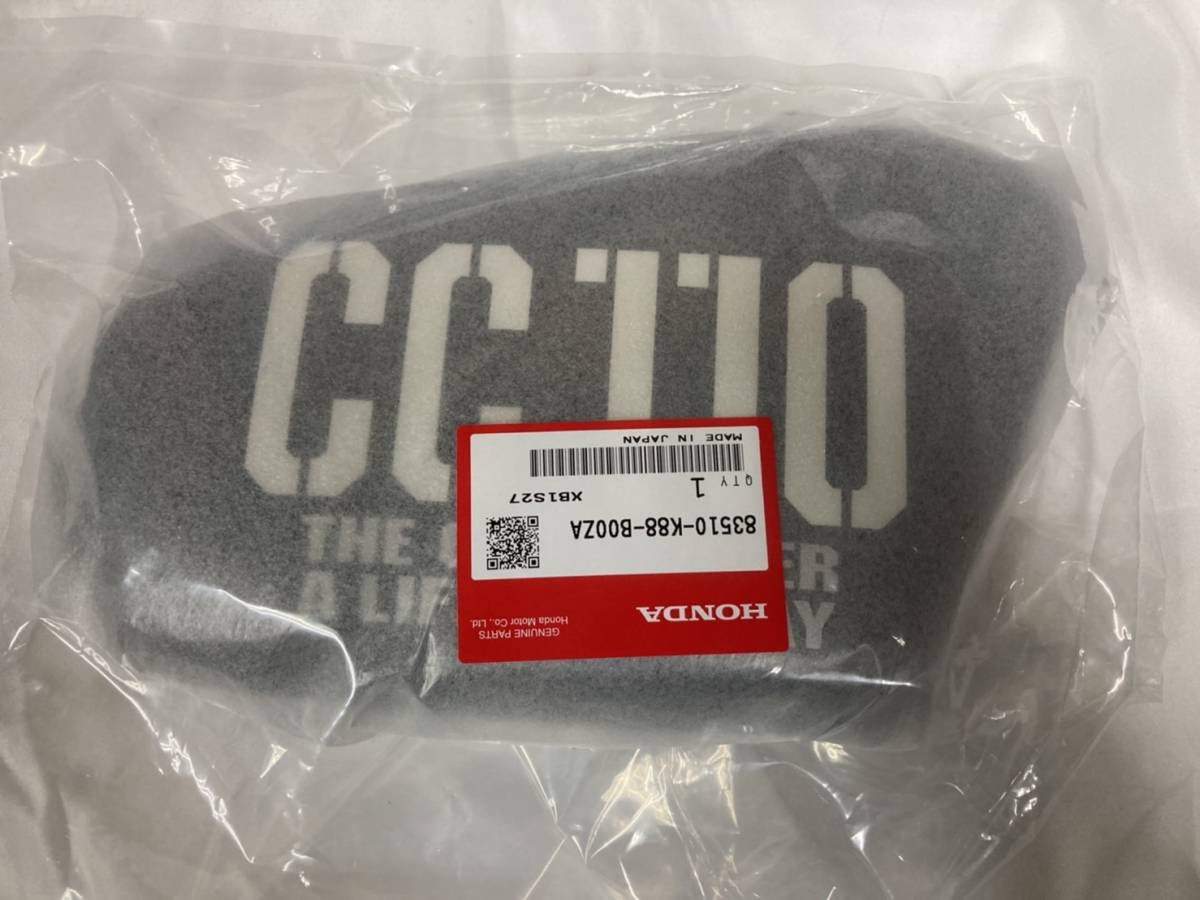 CC110
THE C ER
A LI Y
HONDA
GENUINE PARTS
Honda Motor Co., Ltd.
83510-K88-B00ZA
QTY 1
XB1S27
MADE IN JAPAN